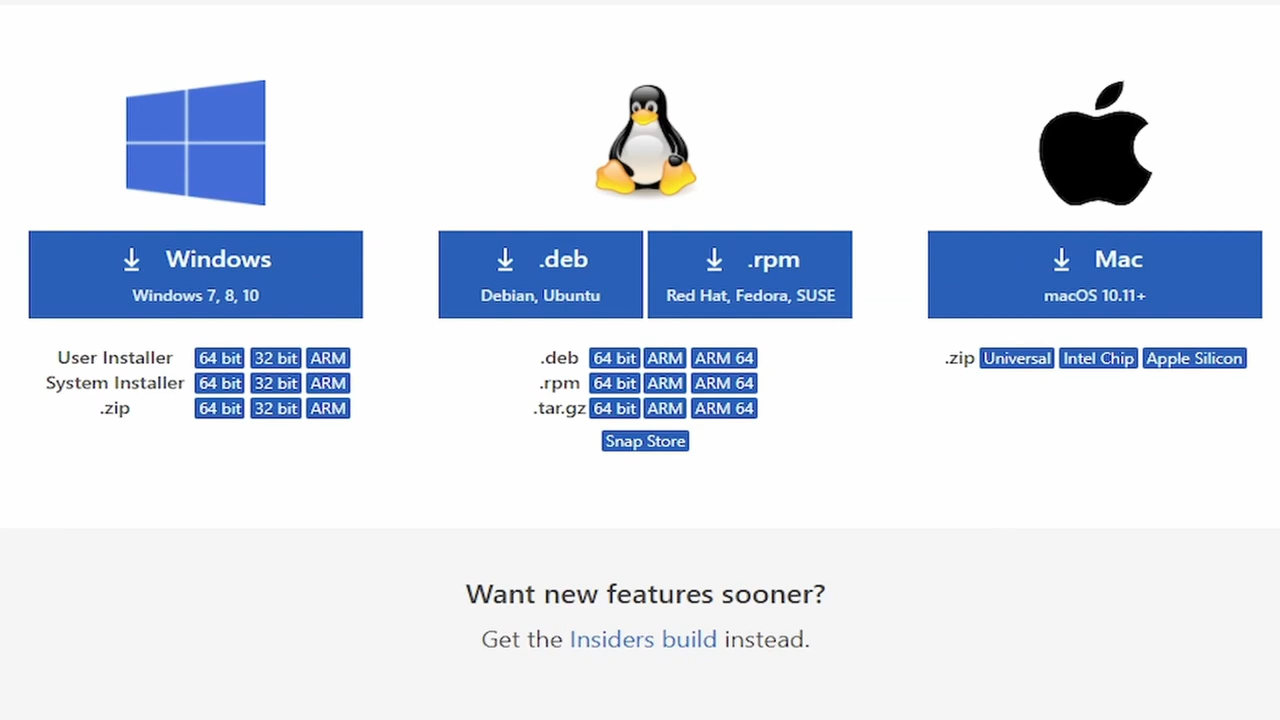 Windows
Windows 7, 8, 10
User Installer 64 bit 32 bit ARM
System Installer 64 bit 32 bit ARM
.zip 64 bit 32 bit ARM
.deb
Debian, Ubuntu
.rpm
Red Hat, Fedora, SUSE
.deb 64 bit ARM ARM 64
.rpm 64 bit ARM ARM 64
.tar.gz 64 bit ARM ARM 64
Snap Store
Mac
macOS 10.11+
.zip Universal Intel Chip Apple Silicon
Want new features sooner?
Get the Insiders build instead.